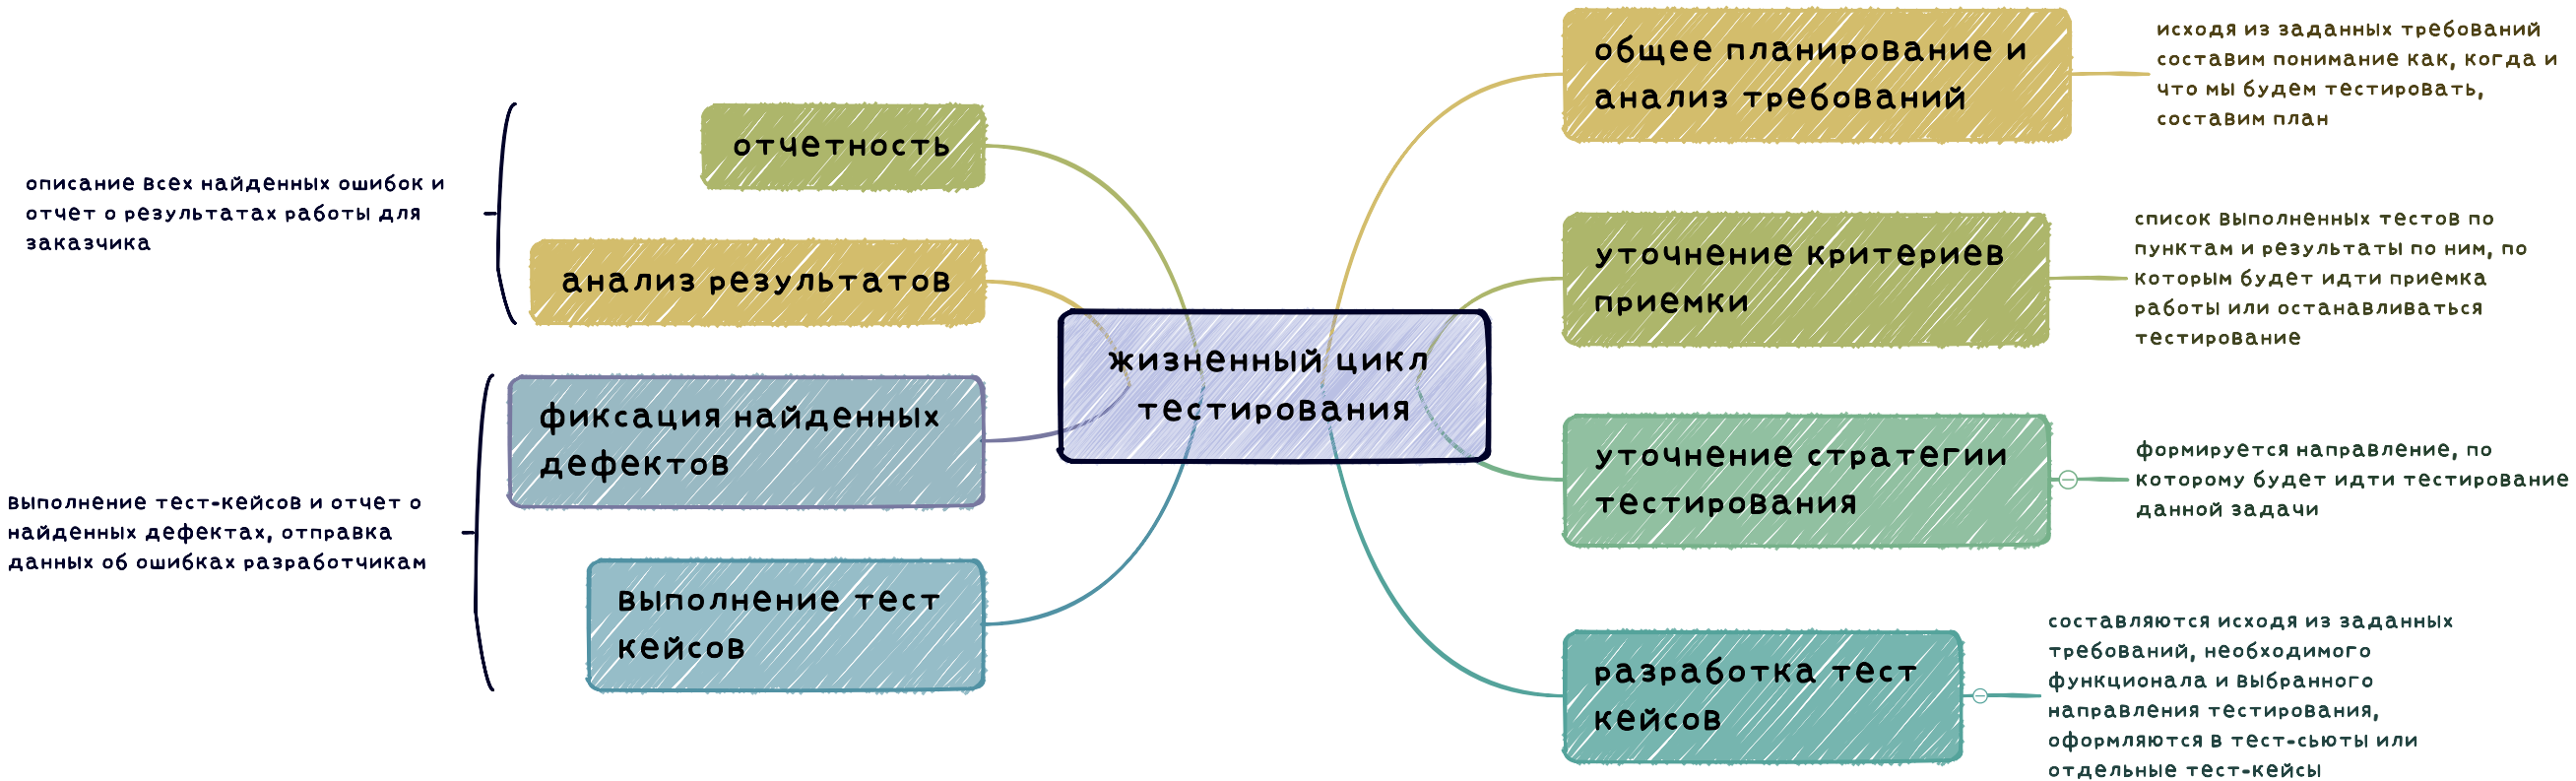 общее планирование и
анализ требований
исходя из заданных требований
составим понимание как, когда и
что мы будем тестировать,
составим план
отчетность
описание всех найденных ошибок и
отчет о результатах работы для
заказчика
анализ результатов
уточнение критериев
приемки
список выполненных тестов по
пунктам и результаты по ним, по
которым будет идти приемка
работы или останавливаться
тестирование
жизненный цикл
тестирования
фиксация найденных
дефектов
выполнение тест-кейсов и отчет о
найденных дефектах, отправка
данных об ошибках разработчикам
уточнение стратегии
тестирования
формируется направление, по
которому будет идти тестирование
данной задачи
выполнение тест
кейсов
разработка тест
кейсов
составляются исходя из заданных
требований, необходимого
функционала и выбранного
направления тестирования,
оформляются в тест-сьюты или
отдельные тест-кейсы